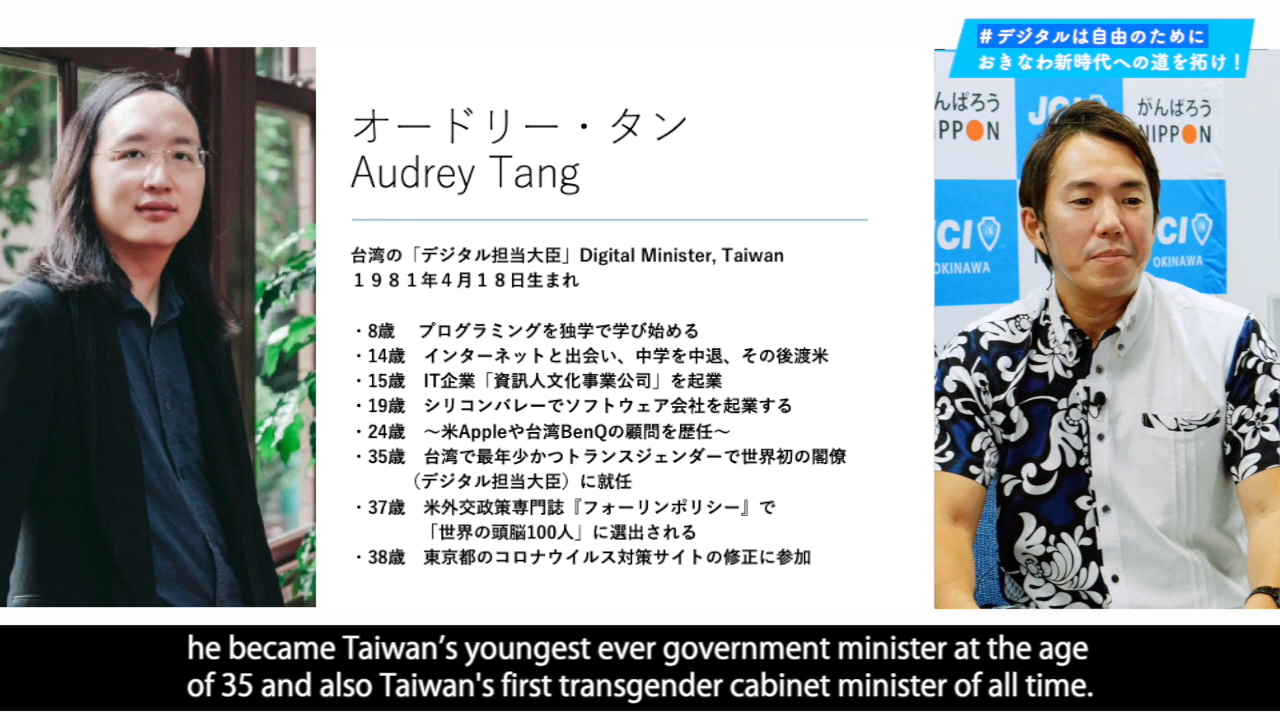 #デジタルは自由のために
おきなわ新時代への道を拓け！
オードリー・タン
Audrey Tang
台湾の「デジタル担当大臣」Digital Minister, Taiwan
１９８１年４月１８日生まれ
・8歳　プログラミングを独学で学び始める
・14歳　インターネットと出会い、中学を中退、その後渡米
・15歳　IT企業「資訊人文化事業公司」を起業
・19歳　シリコンバレーでソフトウェア会社を起業する
・24歳　～米Appleや台湾BenQの顧問を歴任～
・35歳　台湾で最年少かつトランスジェンダーで世界初の閣僚
（デジタル担当大臣）に就任
・37歳　米外交政策専門誌『フォーリンポリシー』で
「世界の頭脳100人」に選出される
・38歳　東京都のコロナウイルス対策サイトの修正に参加
んばろう
IPPON
JCI
がんばろう
NIPPON
JCI
OKINAWA
CI
OKINAWA
he became Taiwan’s youngest ever government minister at the age
of 35 and also Taiwan's first transgender cabinet minister of all time.